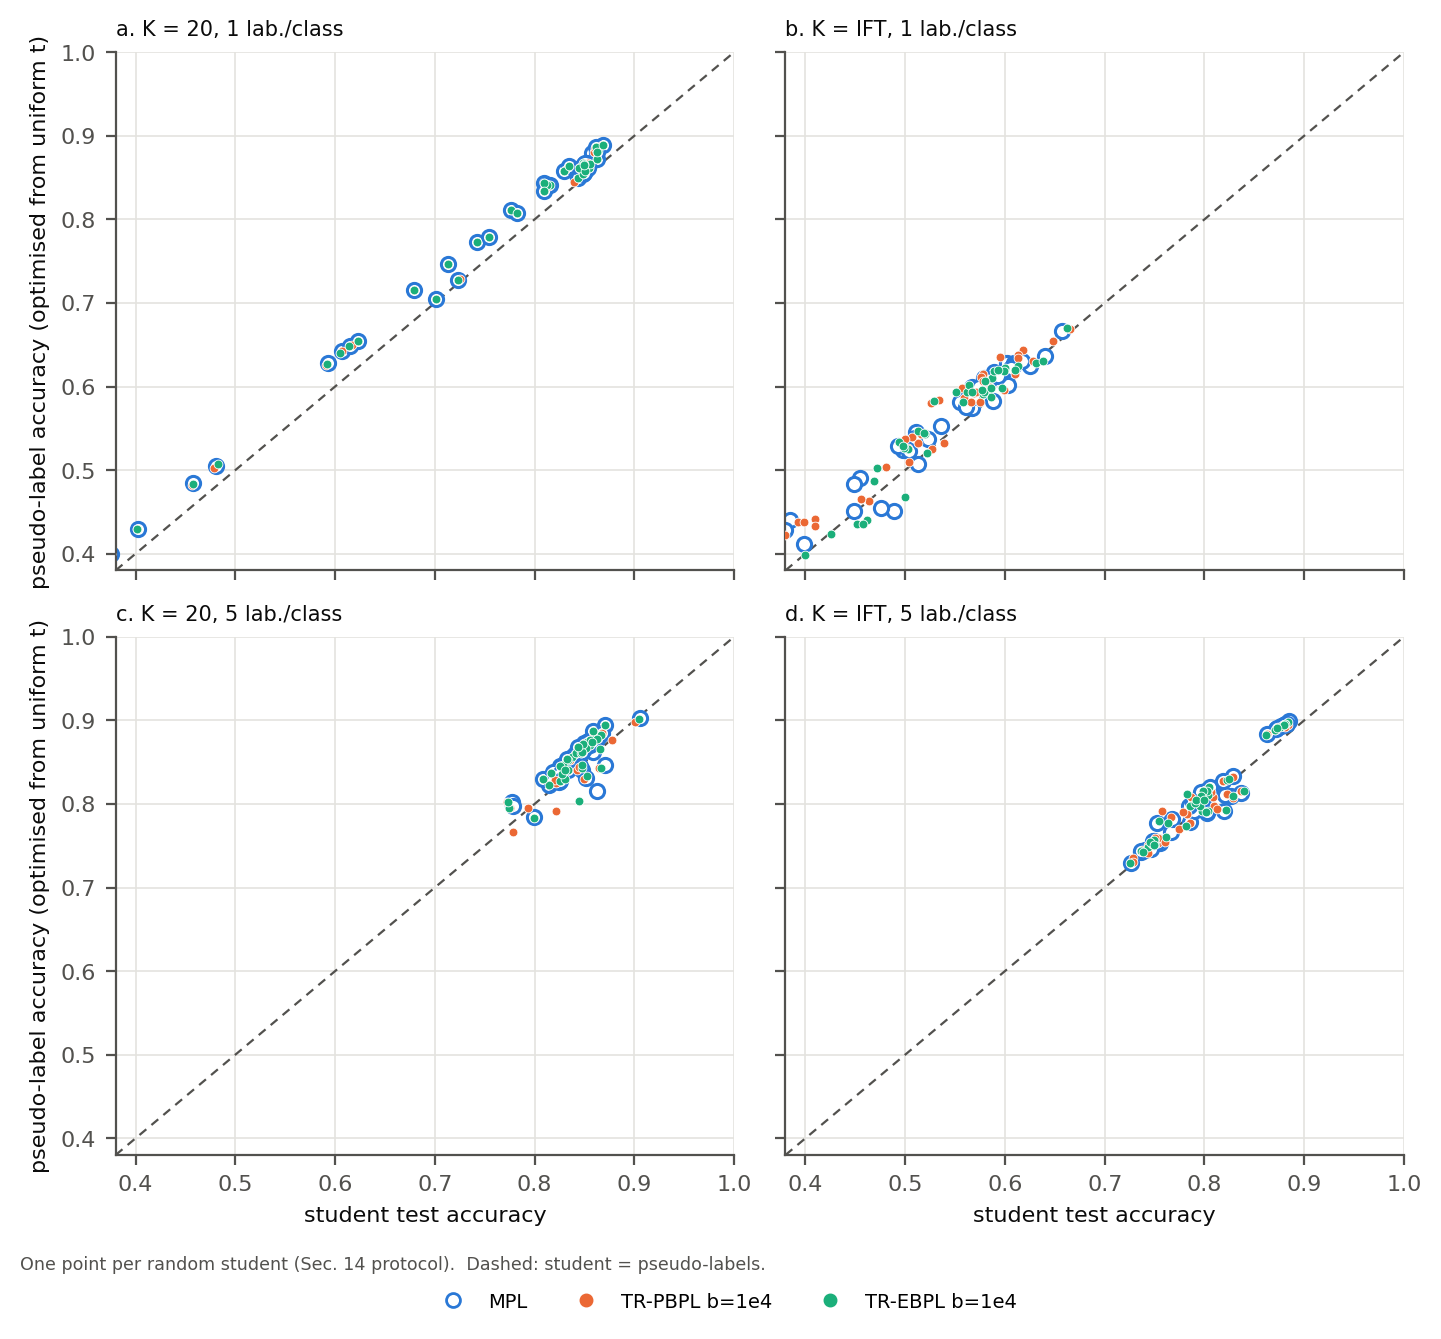 a. K = 20, 1 lab./class
b. K = IFT, 1 lab./class
pseudo-label accuracy (optimised from uniform t)
1.0
0.9
0.8
0.7
0.6
0.5
0.4
c. K = 20, 5 lab./class
d. K = IFT, 5 lab./class
pseudo-label accuracy (optimised from uniform t)
1.0
0.9
0.8
0.7
0.6
0.5
0.4
0.4 0.5 0.6 0.7 0.8 0.9 1.0
0.4 0.5 0.6 0.7 0.8 0.9 1.0
student test accuracy
student test accuracy
One point per random student (Sec. 14 protocol). Dashed: student = pseudo-labels.
MPL TR-PBPL b=1e4 TR-EBPL b=1e4